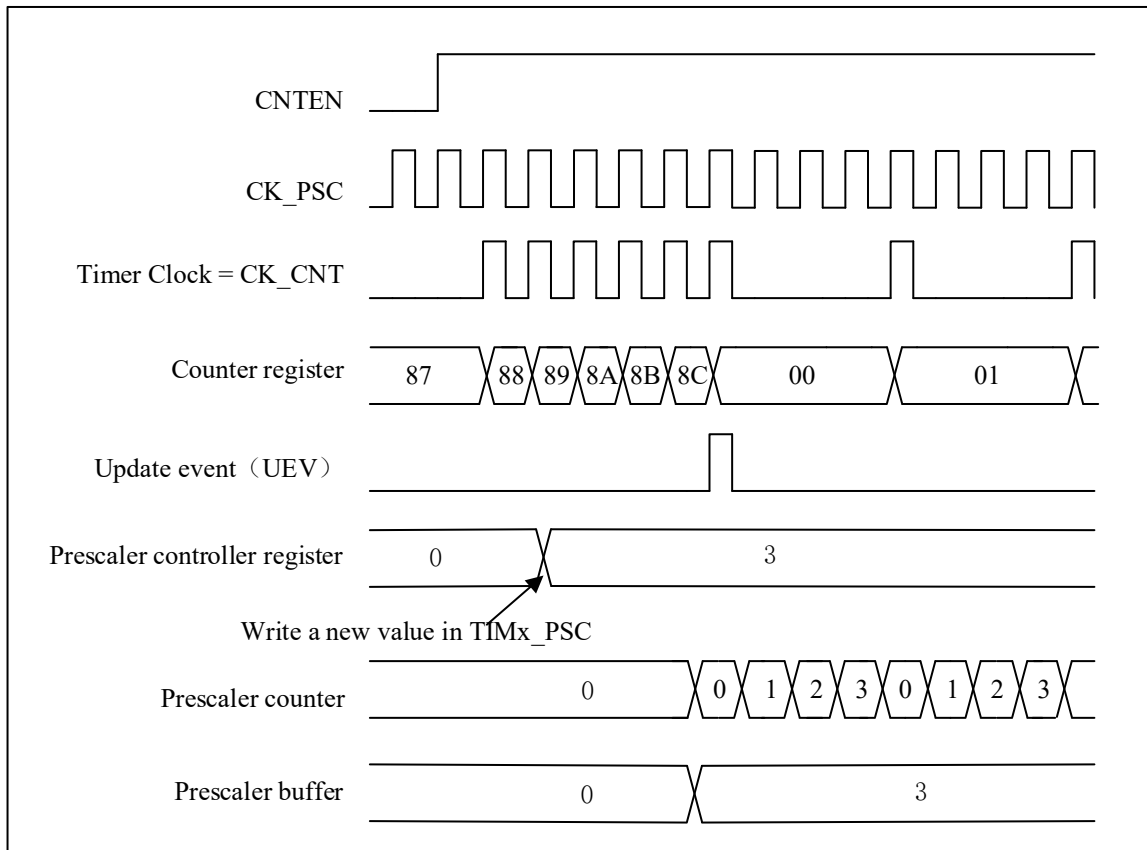 CNTEN
CK_PSC
Timer Clock = CK_CNT
Counter register
87 88 89 8A 8B 8C 00 01
Update event（UEV）
Prescaler controller register
0 3
Write a new value in TIMx_PSC
Prescaler counter
0 0 1 2 3 0 1 2 3
Prescaler buffer
0 3